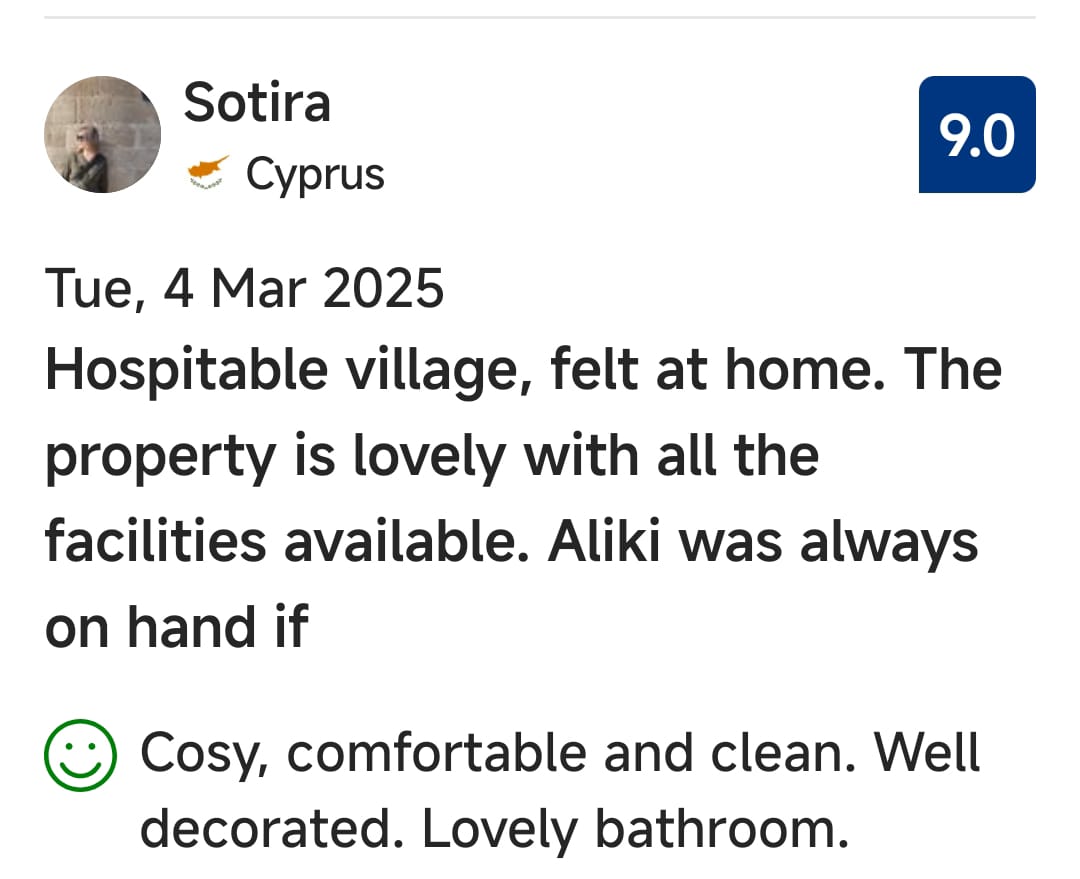 Sotira
Cyprus
9.0
Tue, 4 Mar 2025
Hospitable village, felt at home. The
property is lovely with all the
facilities available. Aliki was always
on hand if
Cosy, comfortable and clean. Well
decorated. Lovely bathroom.